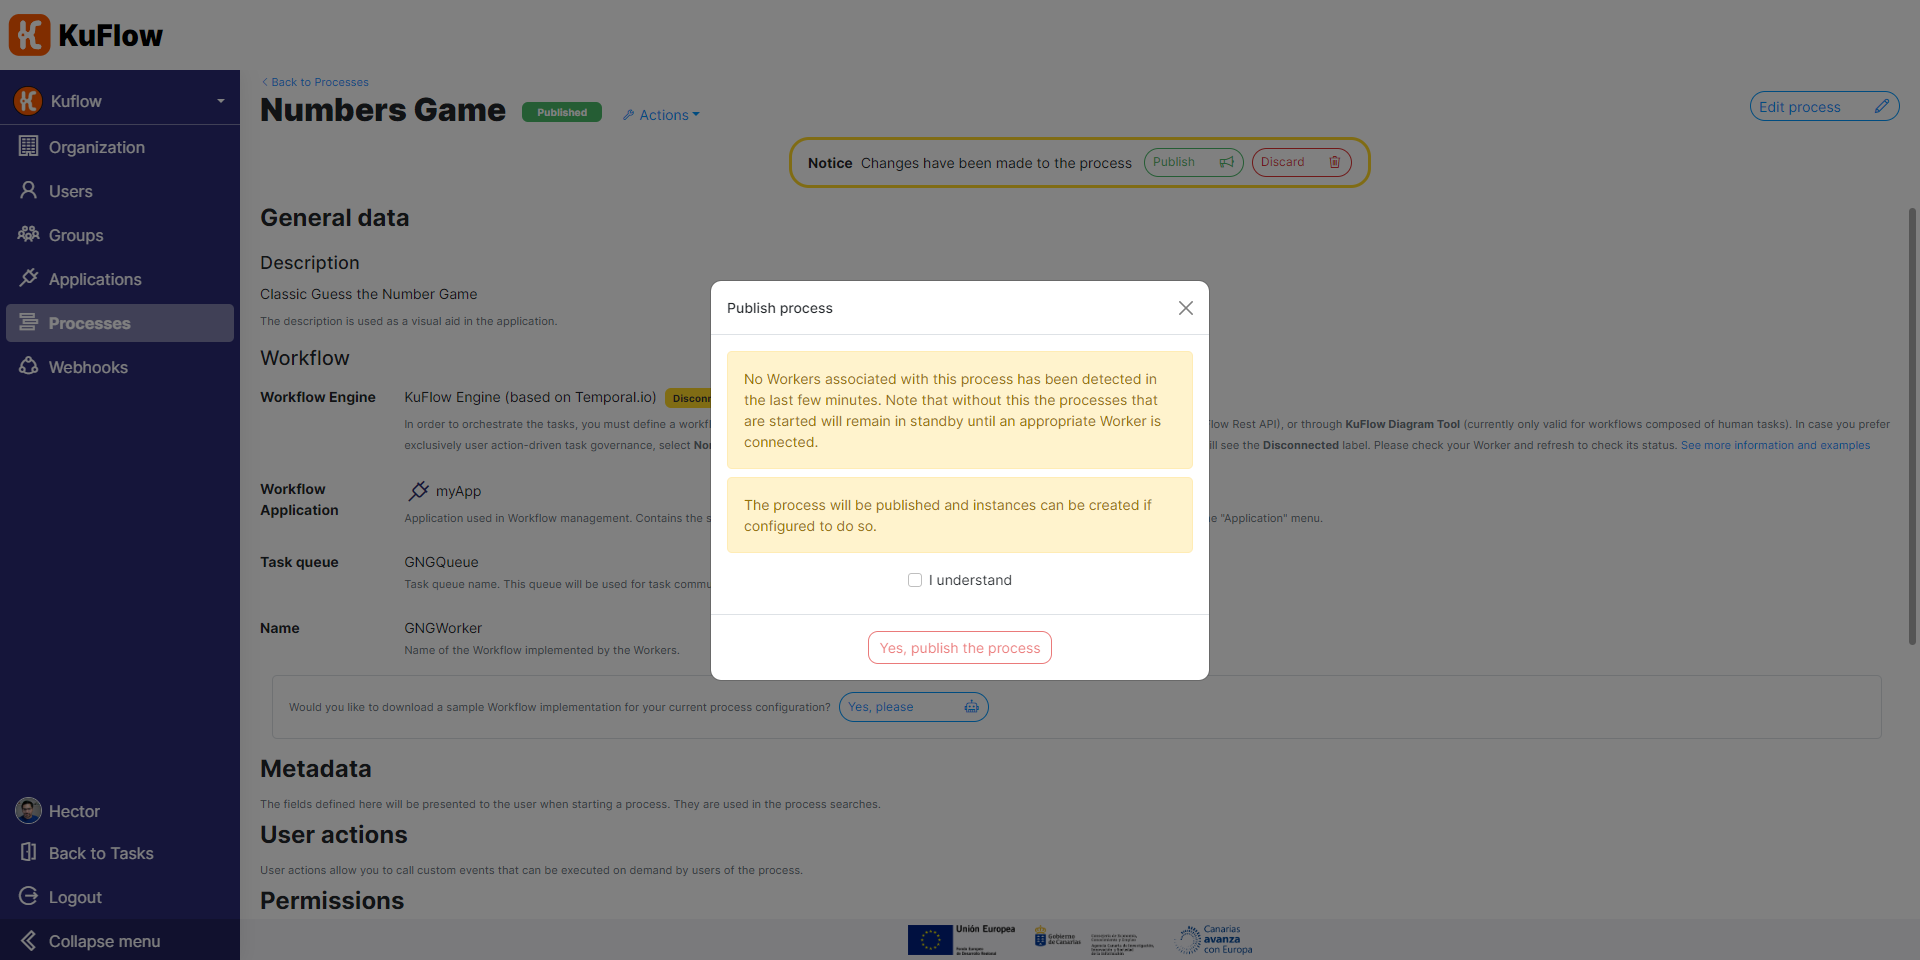 KuFlow
Kuflow
Organization
Users
Groups
Applications
Processes
Webhooks
Hector
Back to Tasks
Logout
Collapse menu
Back to Processes
Numbers Game
Published
Actions
Edit process
Notice Changes have been made to the process
Publish
Discard
General data
Description
Classic Guess the Number Game
The description is used as a visual aid in the application.
Workflow
Workflow Engine
KuFlow Engine (based on Temporal.io)
Disconn
In order to orchestrate the tasks, you must define a workfl
low Rest API), or through KuFlow Diagram Tool (currently only valid for workflows composed of human tasks). In case you prefer
exclusively user action-driven task governance, select Non
ill see the Disconnected label. Please check your Worker and refresh to check its status. See more information and examples
Workflow
Application
myApp
Application used in Workflow management. Contains the s
e "Application" menu.
Task queue
GNGQueue
Task queue name. This queue will be used for task commu
Name
GNGWorker
Name of the Workflow implemented by the Workers.
Would you like to download a sample Workflow implementation for your current process configuration?
Yes, please
Metadata
The fields defined here will be presented to the user when starting a process. They are used in the process searches.
User actions
User actions allow you to call custom events that can be executed on demand by users of the process.
Permissions
Publish process
No Workers associated with this process has been detected in
the last few minutes. Note that without this the processes that
are started will remain in standby until an appropriate Worker is
connected.
The process will be published and instances can be created if
configured to do so.
I understand
Yes, publish the process
Unión Europea
Gobierno
de Canarias
Canarias
avanza
con Europa